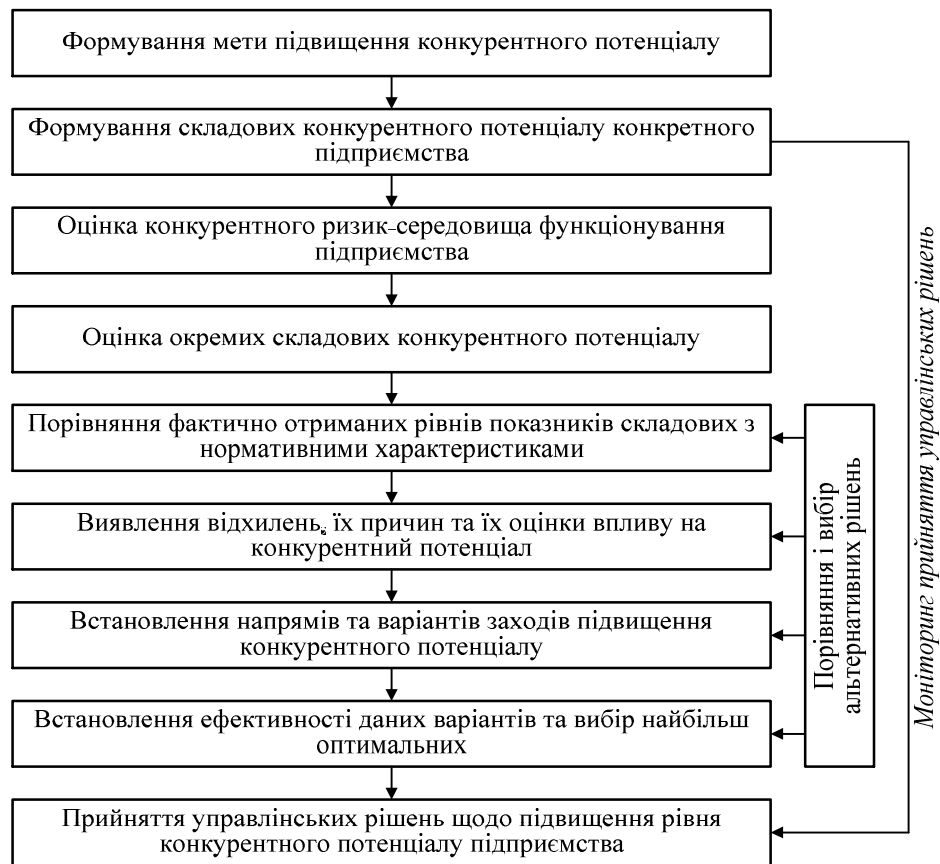 Формування мети підвищення конкурентного потенціалу
Формування складових конкурентного потенціалу конкретного
підприємства
Оцінка конкурентного ризик-середовища функціонування
підприємства
Оцінка окремих складових конкурентного потенціалу
Порівняння фактично отриманих рівнів показників складових з
нормативними характеристиками
Виявлення відхилень, їх причин та їх оцінки впливу на
конкурентний потенціал
Встановлення напрямів та варіантів заходів підвищення
конкурентного потенціалу
Встановлення ефективності даних варіантів та вибір найбільш
оптимальних
Прийняття управлінських рішень щодо підвищення рівня
конкурентного потенціалу підприємства
Порівняння і вибір
альтернативних рішень
Моніторинг прийняття управлінських рішень